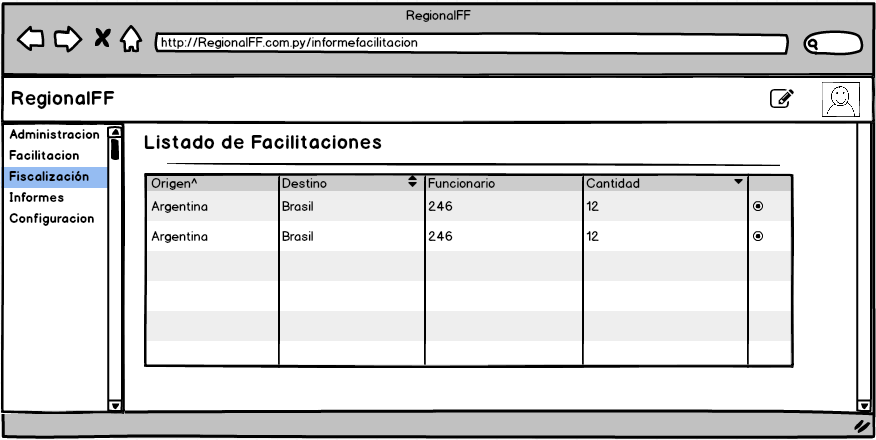 RegionalFF
http://RegionalFF.com.py/informefacilitacion
RegionalFF
Administracion
Facilitacion
Fiscalización
Informes
Configuracion
Listado de Facilitaciones
Origen^ Destino Funcionario Cantidad
Argentina Brasil 246 12
Argentina Brasil 246 12